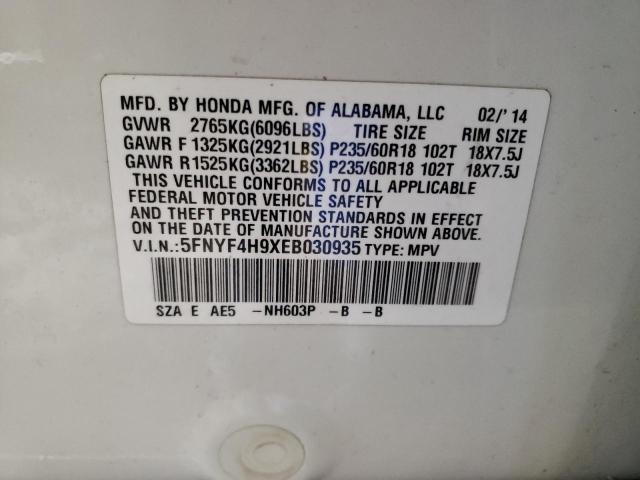 MFD. BY HONDA MFG. OF ALABAMA, LLC 02/'14
GVWR 2765KG(6096LBS) TIRE SIZE RIM SIZE
GAWR F 1325KG(2921LBS) P235/60R18 102T 18X7.5J
GAWR R1525KG(3362LBS) P235/60R18 102T 18X7.5J
THIS VEHICLE CONFORMS TO ALL APPLICABLE
FEDERAL MOTOR VEHICLE SAFETY
AND THEFT PREVENTION STANDARDS IN EFFECT
ON THE DATE OF MANUFACTURE SHOWN ABOVE.
V.I.N.:5FNYF4H9XEB030935 TYPE: MPV
SZA E AE5 -NH603P -B -B